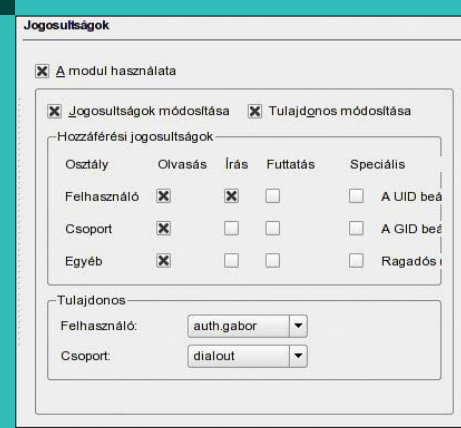 Jogosultságok
A modul használata
Jogosultságok módosítása Tulajdonos módosítása
Hozzáférési jogosultságok
Osztály Olvasás Írás Futtatás Speciális
Felhasználó A UID beá
Csoport A GID beá
Egyéb Ragadós
Tulajdonos
Felhasználó: auth.gabor
Csoport: dialout